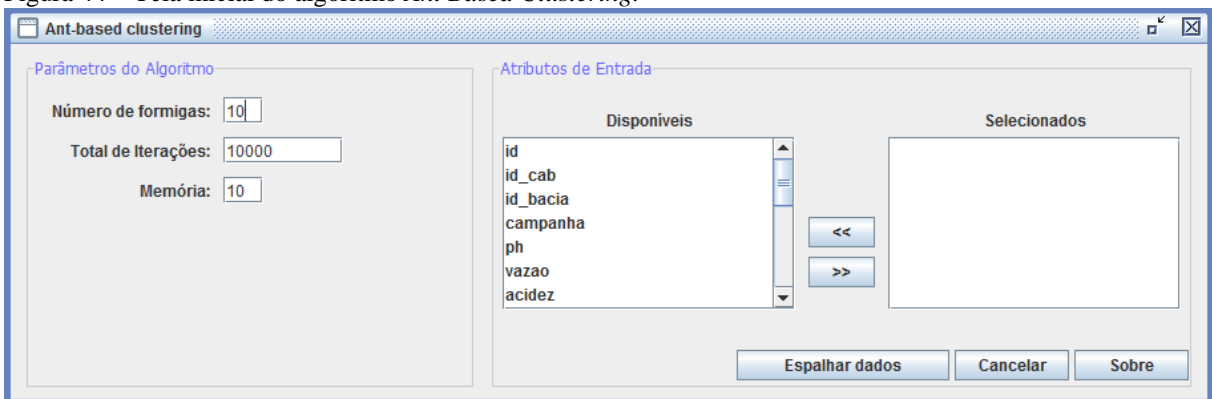 Ant-based clustering
Parâmetros do Algoritmo
Número de formigas: 10
Total de Iterações: 10000
Memória: 10
Atributos de Entrada
Disponíveis
id
id_cab
id_bacia
campanha
ph
vazao
acidez
<<
>>
Selecionados
Espalhar dados
Cancelar
Sobre